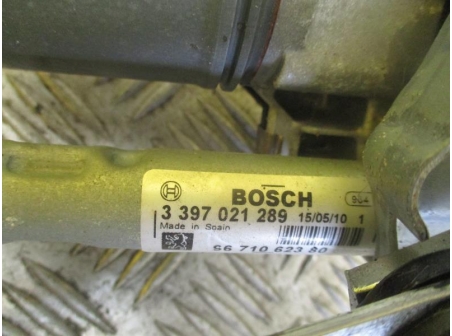 BOSCH
3 397 021 289 15/05/10 1
Made in Spain
96 710 623 80